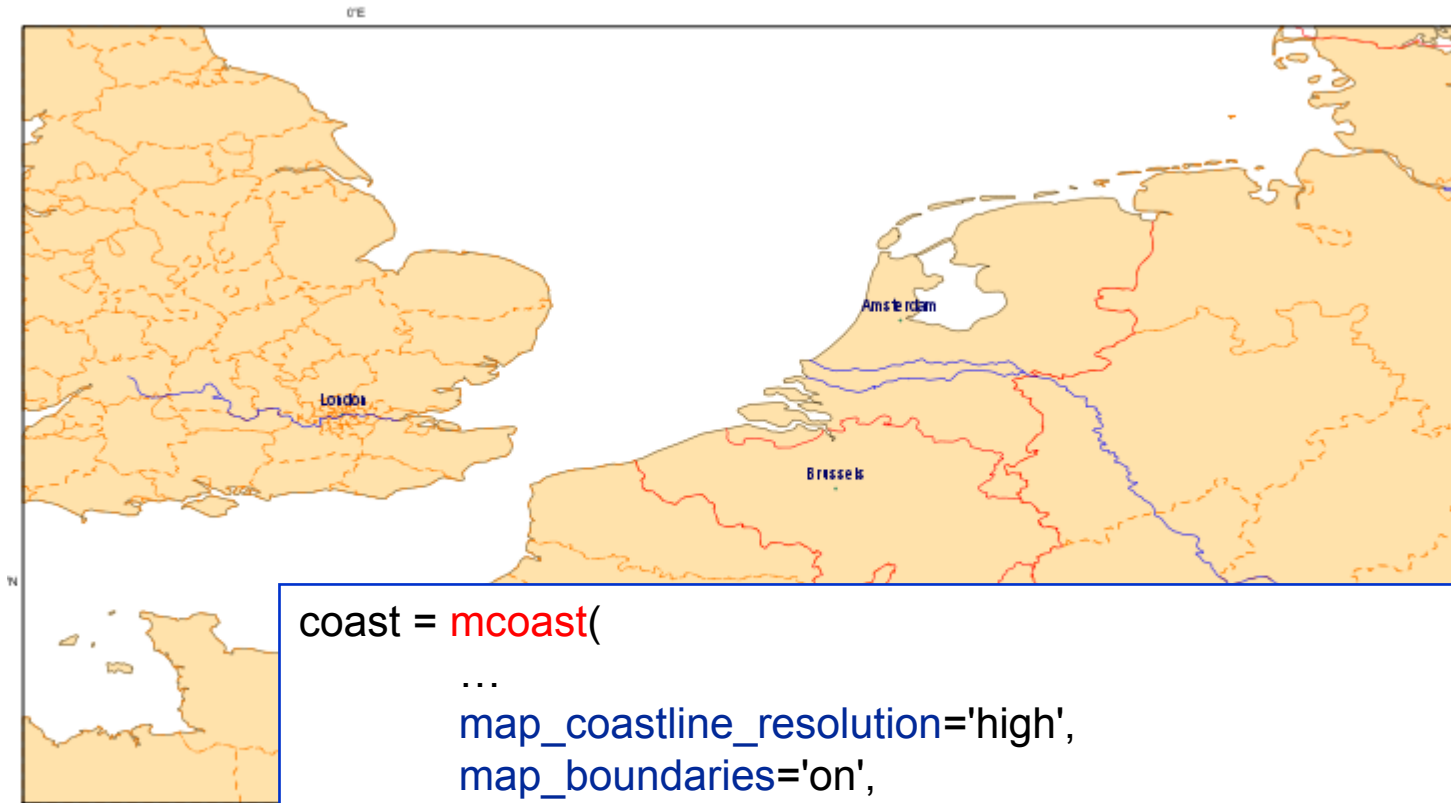 0°E
Amsterdam
London
Brussels
°N
coast = mcoast(
…
map_coastline_resolution='high',
map_boundaries='on',